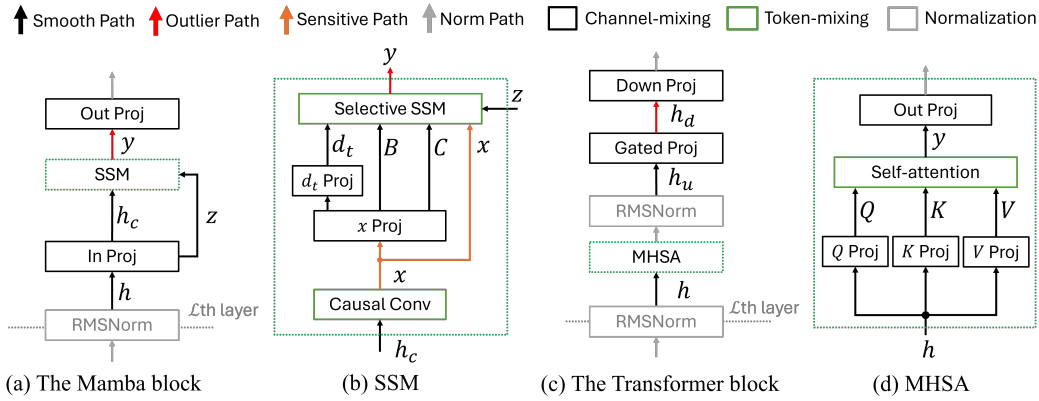 Smooth Path
Outlier Path
Sensitive Path
Norm Path
Channel-mixing
Token-mixing
Normalization
Out Proj
y
SSM
h_c
z
In Proj
h
ℒth layer
RMSNorm
(a) The Mamba block
y
Selective SSM
z
d_t
B
C
x
d_t Proj
x Proj
x
Causal Conv
h_c
(b) SSM
Down Proj
h_d
Gated Proj
h_u
RMSNorm
MHSA
h
ℒth layer
RMSNorm
(c) The Transformer block
Out Proj
y
Self-attention
Q
K
V
Q Proj
K Proj
V Proj
h
(d) MHSA